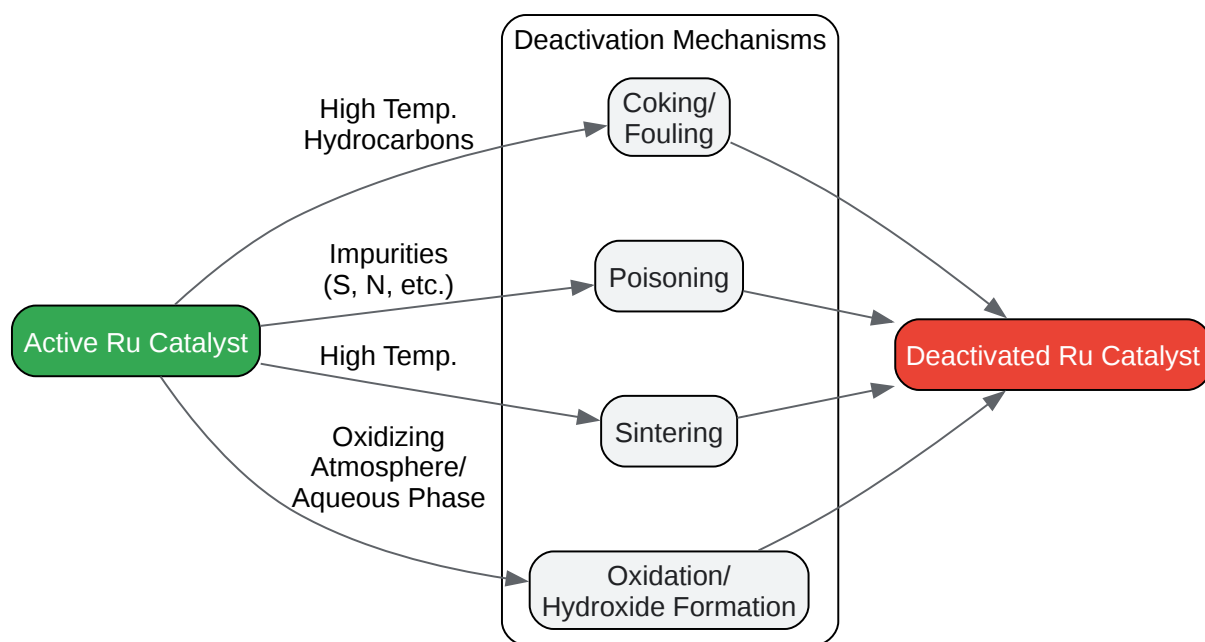 Deactivation Mechanisms
High Temp.
Hydrocarbons
Coking/
Fouling
Impurities
(S, N, etc.)
Poisoning
Active Ru Catalyst
High Temp.
Deactivated Ru Catalyst
Sintering
Oxidizing
Atmosphere/
Aqueous Phase
Oxidation/
Hydroxide Formation